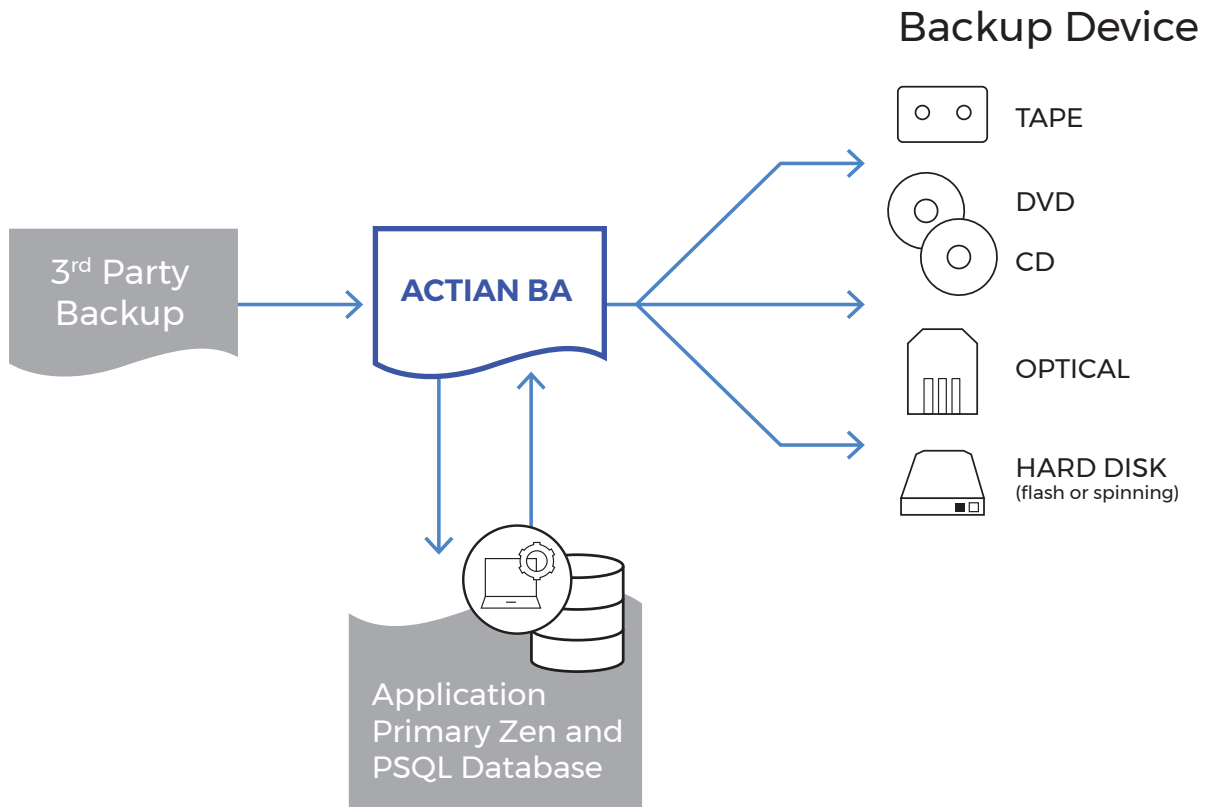 Backup Device
TAPE
DVD
CD
OPTICAL
HARD DISK
(flash or spinning)
3rd Party
Backup
ACTIAN BA
Application
Primary Zen and
PSQL Database